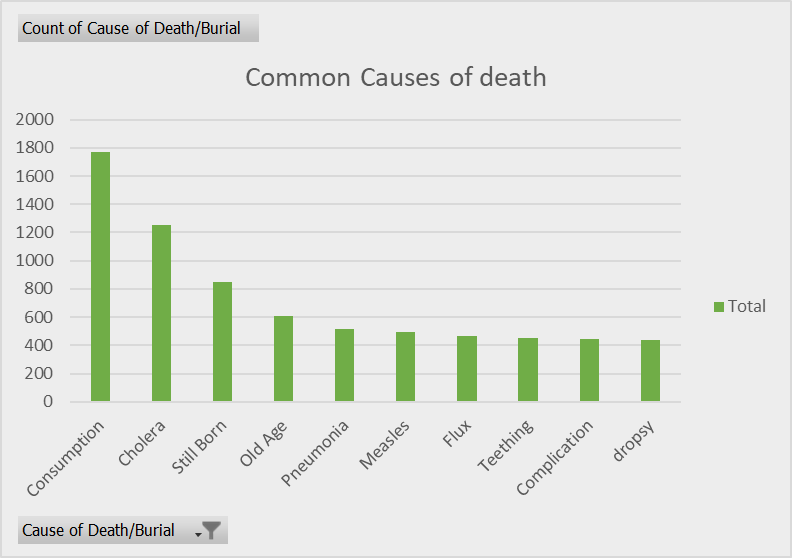 Count of Cause of Death/Burial
Common Causes of death
2000
1800
1600
1400
1200
1000
800
600
400
200
0
Consumption
Cholera
Still Born
Old Age
Pneumonia
Measles
Flux
Teething
Complication
dropsy
Total
Cause of Death/Burial